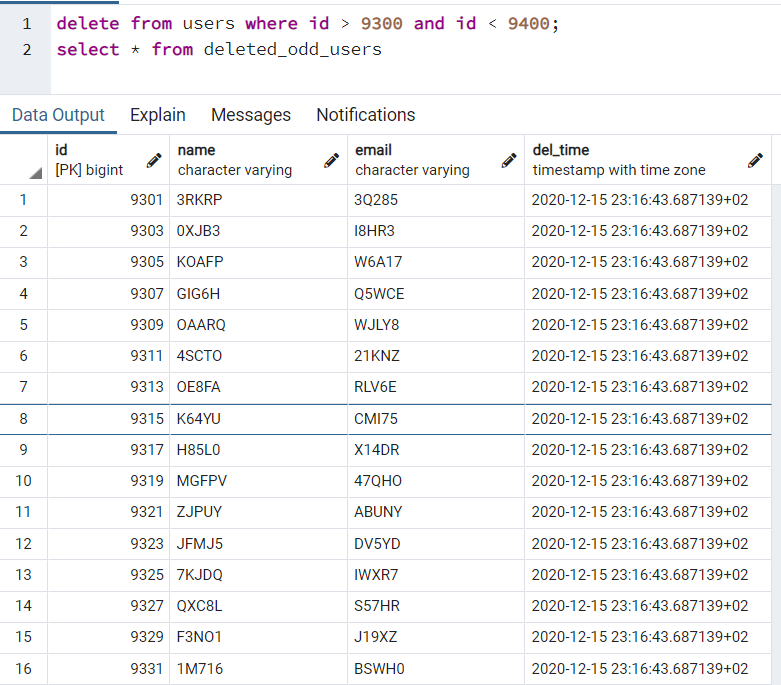 1 delete from users where id > 9300 and id < 9400;
2 select * from deleted_odd_users
Data Output Explain Messages Notifications
id name email del_time
[PK] bigint character varying character varying timestamp with time zone
1 9301 3RKRP 3Q285 2020-12-15 23:16:43.687139+02
2 9303 0XJB3 I8HR3 2020-12-15 23:16:43.687139+02
3 9305 KOAFP W6A17 2020-12-15 23:16:43.687139+02
4 9307 GIG6H Q5WCE 2020-12-15 23:16:43.687139+02
5 9309 OAARQ WJLY8 2020-12-15 23:16:43.687139+02
6 9311 4SCTO 21KNZ 2020-12-15 23:16:43.687139+02
7 9313 OE8FA RLV6E 2020-12-15 23:16:43.687139+02
8 9315 K64YU CMI75 2020-12-15 23:16:43.687139+02
9 9317 H85L0 X14DR 2020-12-15 23:16:43.687139+02
10 9319 MGFPV 47QHO 2020-12-15 23:16:43.687139+02
11 9321 ZJPUY ABUNY 2020-12-15 23:16:43.687139+02
12 9323 JFMJ5 DV5YD 2020-12-15 23:16:43.687139+02
13 9325 7KJDQ IWXR7 2020-12-15 23:16:43.687139+02
14 9327 QXC8L S57HR 2020-12-15 23:16:43.687139+02
15 9329 F3NO1 J19XZ 2020-12-15 23:16:43.687139+02
16 9331 1M716 BSWH0 2020-12-15 23:16:43.687139+02